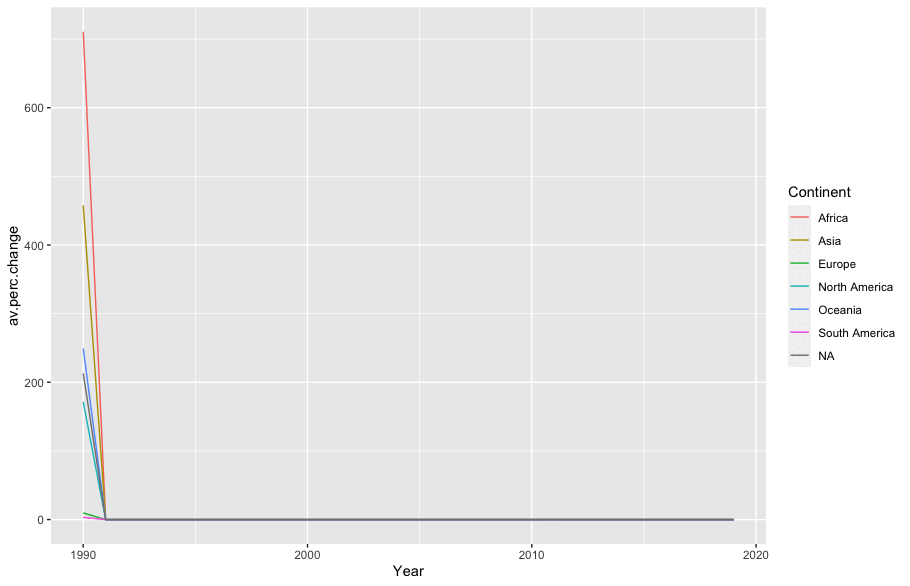 600
400
200
0
av.perc.change
1990
2000
2010
2020
Year
Continent
Africa
Asia
Europe
North America
Oceania
South America
NA